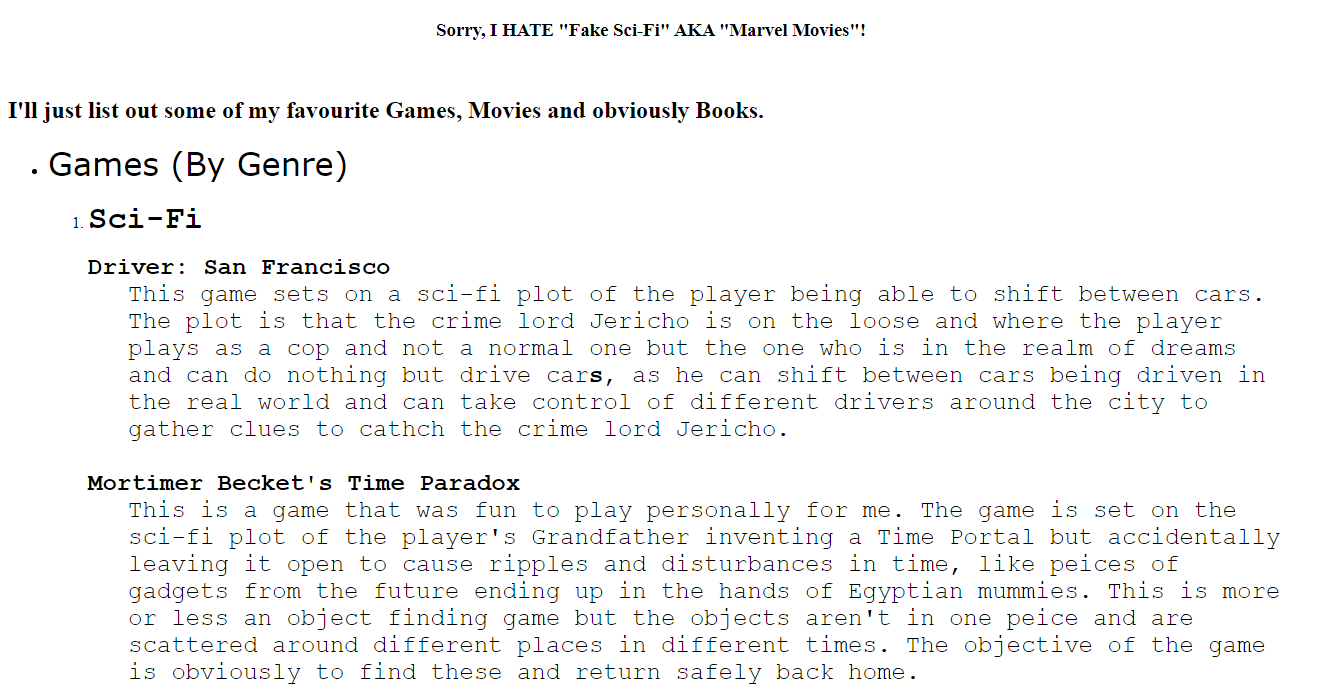 Sorry, I HATE "Fake Sci-Fi" AKA "Marvel Movies"!
I'll just list out some of my favourite Games, Movies and obviously Books.
• Games (By Genre)
1. Sci-Fi
Driver: San Francisco
This game sets on a sci-fi plot of the player being able to shift between cars.
The plot is that the crime lord Jericho is on the loose and where the player
plays as a cop and not a normal one but the one who is in the realm of dreams
and can do nothing but drive cars, as he can shift between cars being driven in
the real world and can take control of different drivers around the city to
gather clues to cathch the crime lord Jericho.
Mortimer Becket's Time Paradox
This is a game that was fun to play personally for me. The game is set on the
sci-fi plot of the player's Grandfather inventing a Time Portal but accidentally
leaving it open to cause ripples and disturbances in time, like peices of
gadgets from the future ending up in the hands of Egyptian mummies. This is more
or less an object finding game but the objects aren't in one peice and are
scattered around different places in different times. The objective of the game
is obviously to find these and return safely back home.